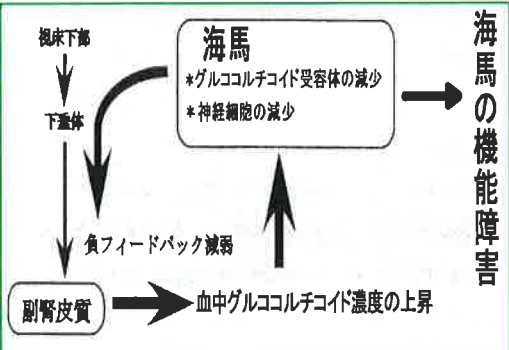 視床下部
下垂体
海馬
*グルココルチコイド受容体の減少
*神経細胞の減少
海馬の機能障害
負フィードバック減弱
副腎皮質
血中グルココルチコイド濃度の上昇